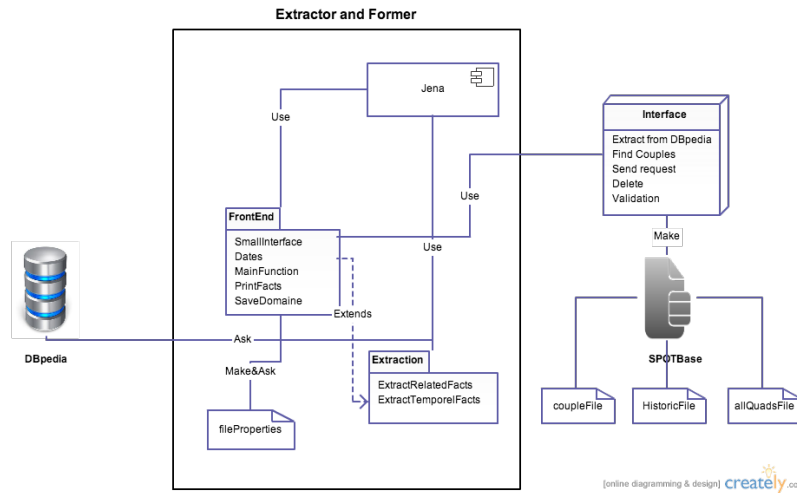 Extractor and Former
Jena
Use
Interface
Extract from DBpedia
Find Couples
Send request
Delete
Validation
Use
FrontEnd
SmallInterface
Dates
MainFunction
PrintFacts
SaveDomaine
Use
Make
Extends
Ask
DBpedia
SPOTBase
Make&Ask
Extraction
ExtractRelatedFacts
ExtractTemporelFacts
fileProperties
coupleFile
HistoricFile
allQuadsFile
[online diagramming & design] creately.co